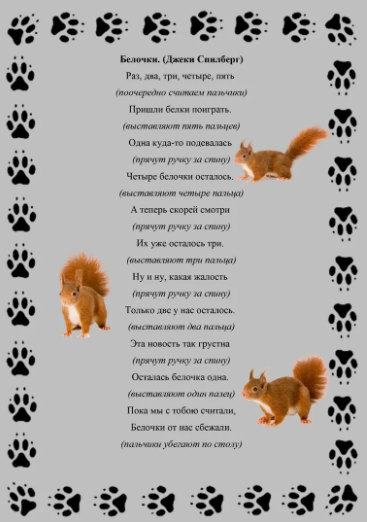 Белочки. (Джеки Спилберг)
Раз, два, три, четыре, пять
(поочередно считаем пальчики)
Пришли белки поиграть.
(выставляют пять пальцев)
Одна куда-то подевалась
(прячут ручку за спину)
Четыре белочки осталось.
(выставляют четыре пальца)
А теперь скорей смотри
(прячут ручку за спину)
Их уже осталось три.
(выставляют три пальца)
Ну и ну, какая жалость
(прячут ручку за спину)
Только две у нас осталось.
(выставляют два пальца)
Эта новость так грустна
(прячут ручку за спину)
Осталась белочка одна.
(выставляют один палец)
Пока мы с тобою считали,
Белочки от нас сбежали.
(пальчики убегают по столу)